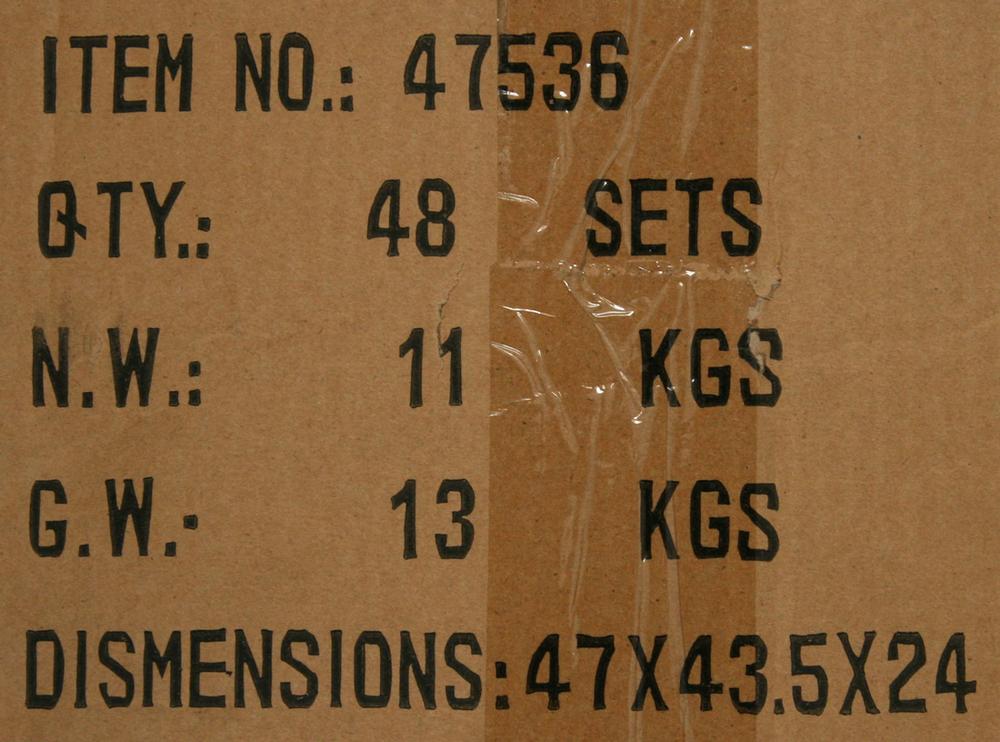 ITEM NO.: 47536
QTY.: 48 SETS
N.W.: 11 KGS
G.W.: 13 KGS
DISMENSIONS:47X43.5X24